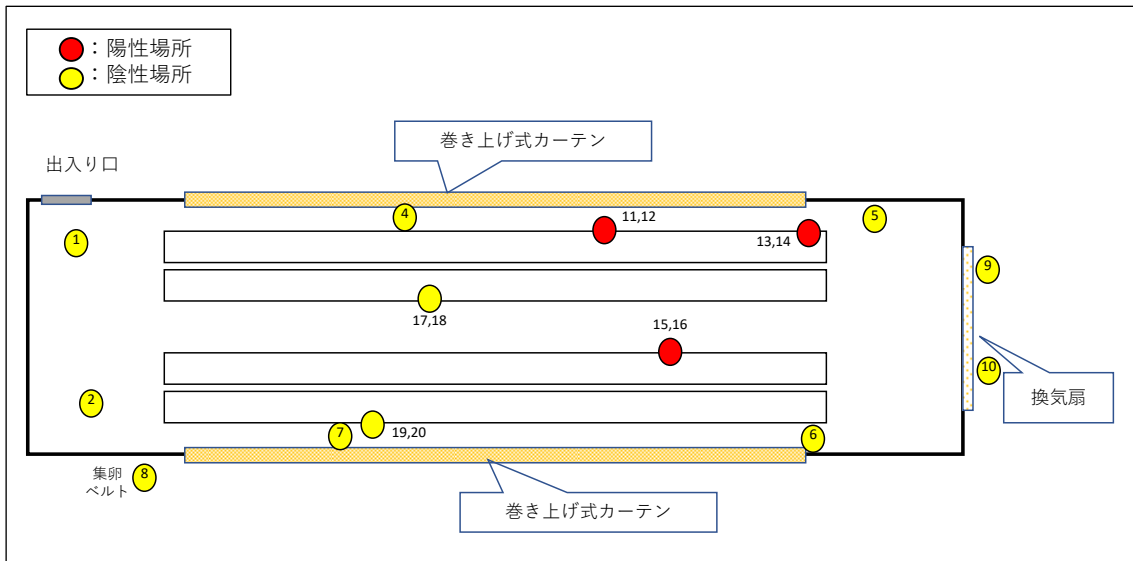 ：陽性場所
：陰性場所
巻き上げ式カーテン
出入り口
4
11,12
5
13,14
1
9
17,18
15,16
10
換気扇
2
7
19,20
6
集卵
ベルト
8
巻き上げ式カーテン